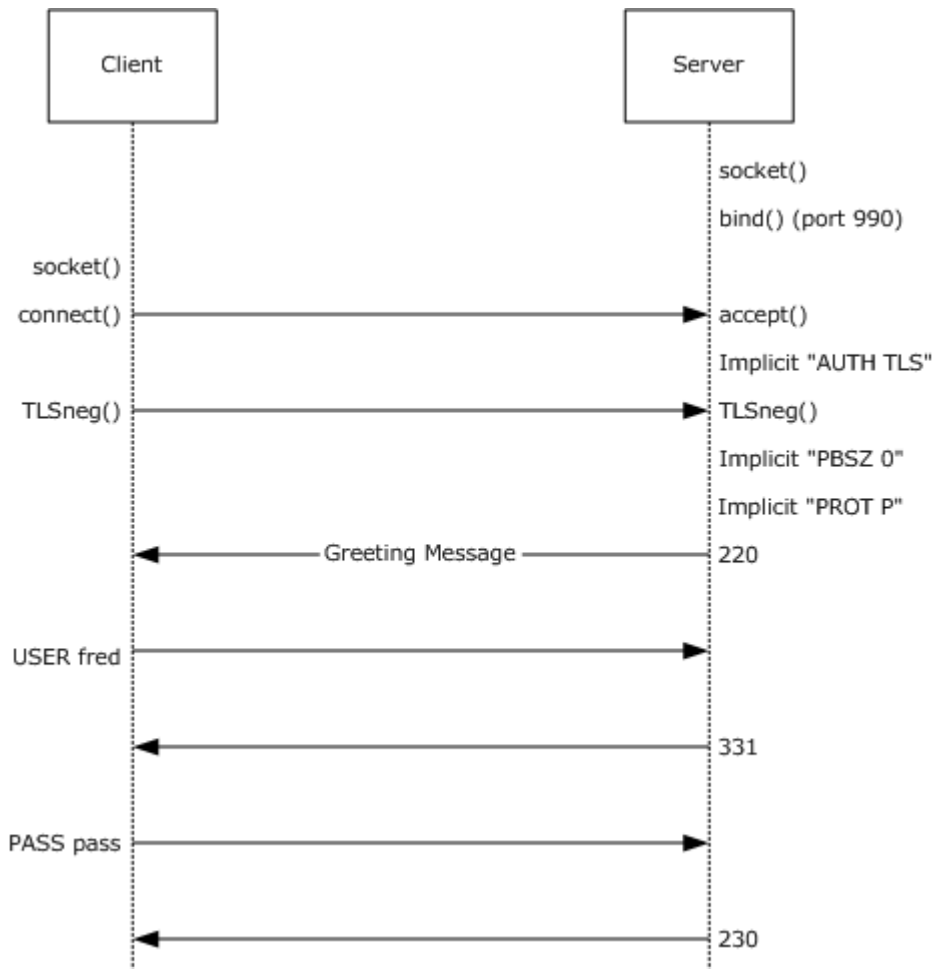 Client
Server
socket()
bind() (port 990)
socket()
connect()
accept()
Implicit "AUTH TLS"
TLSneg()
TLSneg()
Implicit "PBSZ 0"
Implicit "PROT P"
Greeting Message
220
USER fred
331
PASS pass
230